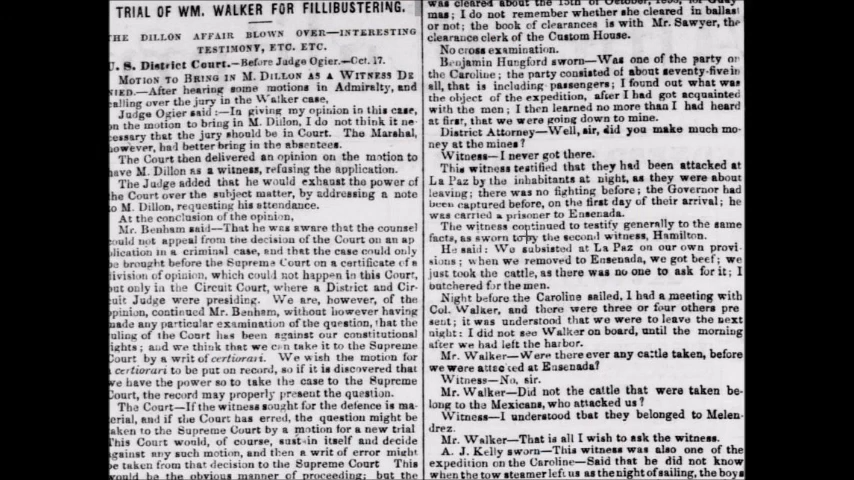 TRIAL OF WM. WALKER FOR FILLIBUSTERING.
THE DILLON AFFAIR BLOWN OVER—INTERESTING
TESTIMONY, ETC. ETC.
U. S. District Court.—Before Judge Ogier.—Oct. 17.
MOTION TO BRING IN M. DILLON AS A WITNESS DE
NIED.—After hearing some motions in Admiralty, and
calling over the jury in the Walker case,
Judge Ogier said:—In giving my opinion in this case,
on the motion to bring in M. Dillon, I do not think it ne-
cessary that the jury should be in Court. The Marshal,
however, had better bring in the absentees.
The Court then delivered an opinion on the motion to
have M. Dillon as a witness, refusing the application.
The Judge added that he would exhaust the power of
the Court over the subject matter, by addressing a note
to M. Dillon, requesting his attendance.
At the conclusion of the opinion,
Mr. Benham said—That he was aware that the counsel
could not appeal from the decision of the Court on an ap
plication in a criminal case, and that the case could only
be brought before the Supreme Court on a certificate of a
division of opinion, which could not happen in this Court,
but only in the Circuit Court, where a District and Cir-
cuit Judge were presiding. We are, however, of the
opinion, continued Mr. Benham, without however having
made any particular examination of the question, that the
ruling of the Court has been against our constitutional
rights; and we think that we can take it to the Supreme
Court by a writ of certiorari. We wish the motion for
a certiorari to be put on record, so if it is discovered that
we have the power so to take the case to the Supreme
Court, the record may properly present the question.
The Court—If the witness sought for the defence is ma-
terial, and if the Court has erred, the question might be
taken to the Supreme Court by a motion for a new trial
This Court would, of course, sustain itself and decide
against any such motion, and then a writ of error might
be taken from that decision to the Supreme Court This
would be the obvious manner of proceeding; but the
was cleared about the 15th of October, for Guay
mas; I do not remember whether she cleared in ballast
or not; the book of clearances is with Mr. Sawyer, the
clearance clerk of the Custom House.
No cross examination.
Benjamin Hungford sworn—Was one of the party on
the Caroline; the party consisted of about seventy-five in
all, that is including passengers; I found out what was
the object of the expedition, after I had got acquainted
with the men; I then learned no more than I had heard
at first, that we were going down to mine.
District Attorney—Well, sir, did you make much mo-
ney at the mines?
Witness—I never got there.
This witness testified that they had been attacked at
La Paz by the inhabitants at night, as they were about
leaving; there was no fighting before; the Governor had
been captured before, on the first day of their arrival; he
was carried a prisoner to Ensenada.
The witness continued to testify generally to the same
facts, as sworn to by the second witness, Hamilton.
He said: We subsisted at La Paz on our own provi-
sions; when we removed to Ensenada, we got beef; we
just took the cattle, as there was no one to ask for it; I
butchered for the men.
Night before the Caroline sailed, I had a meeting with
Col. Walker, and there were three or four others pre
sent; it was understood that we were to leave the next
night: I did not see Walker on board, until the morning
after we had left the harbor.
Mr. Walker—Were there ever any cattle taken, before
we were attacked at Ensenada?
Witness—No, sir.
Mr. Walker—Did not the cattle that were taken be-
long to the Mexicans, who attacked us?
Witness—I understood that they belonged to Melen-
drez.
Mr. Walker—That is all I wish to ask the witness.
A. J. Kelly sworn—This witness was also one of the
expedition on the Caroline—Said that he did not know
when the tow steamer left us as the night of sailing, the boys